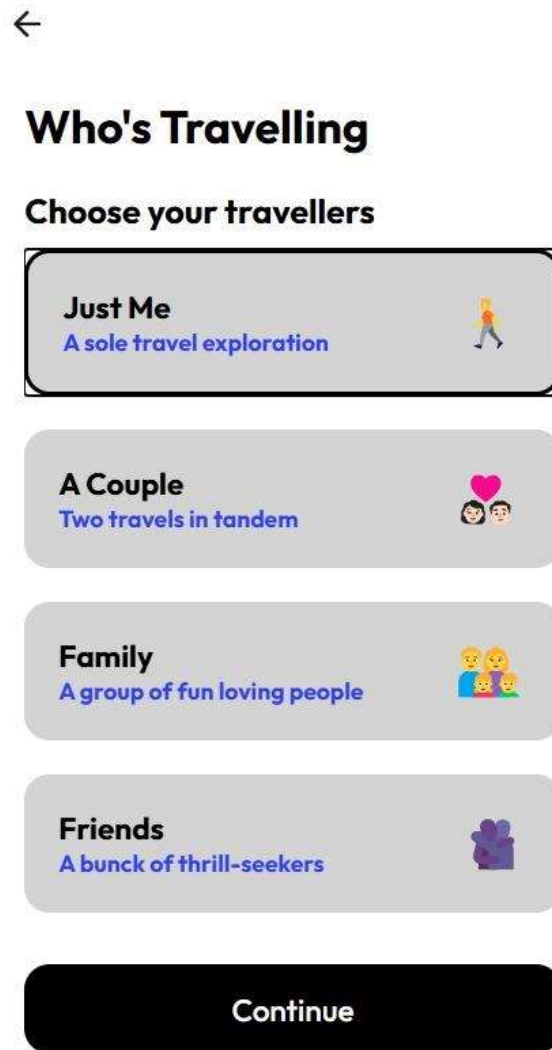 Who's Travelling
Choose your travellers
Just Me
A sole travel exploration
A Couple
Two travels in tandem
Family
A group of fun loving people
Friends
A bunck of thrill-seekers
Continue